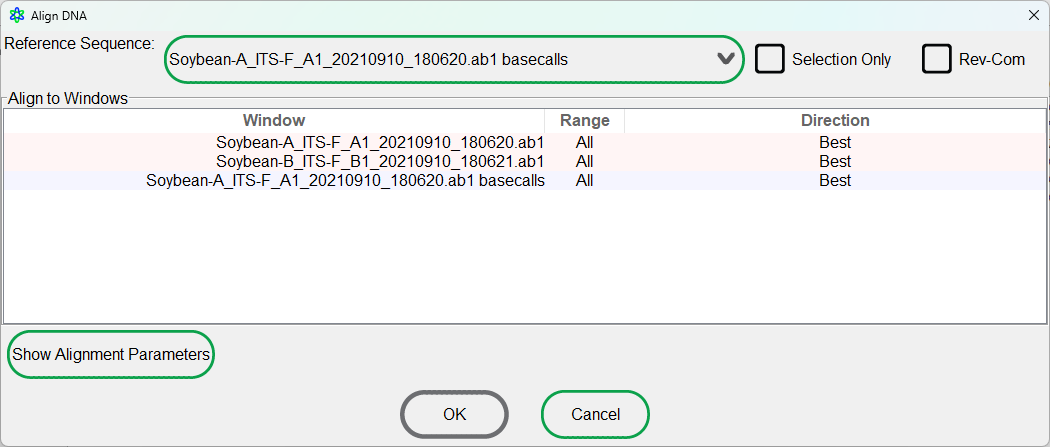 Align DNA
Reference Sequence:
Soybean-A_ITS-F_A1_20210910_180620.ab1 basecalls
Selection Only
Rev-Com
Align to Windows
Window Range Direction
Soybean-A_ITS-F_A1_20210910_180620.ab1 All Best
Soybean-B_ITS-F_B1_20210910_180621.ab1 All Best
Soybean-A_ITS-F_A1_20210910_180620.ab1 basecalls All Best
Show Alignment Parameters
OK
Cancel